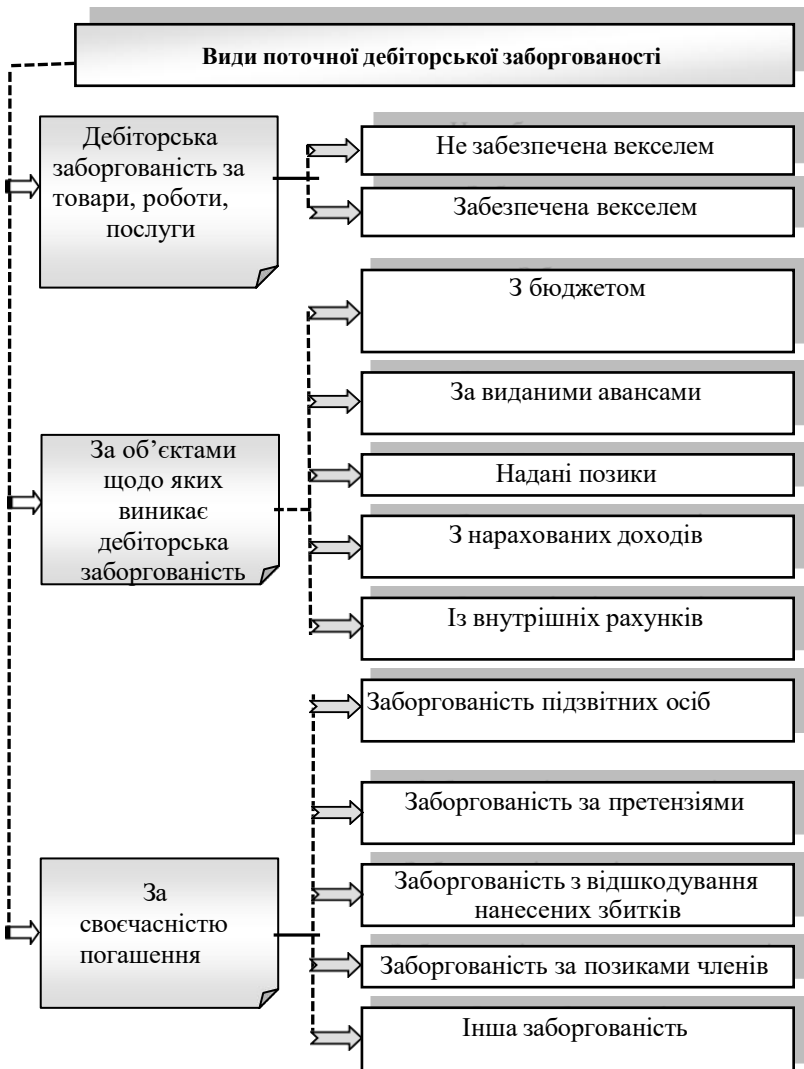 Види поточної дебіторської заборгованості
Дебіторська
заборгованість за
товари, роботи,
послуги
Не забезпечена векселем
Забезпечена векселем
За об’єктами
щодо яких
виникає
дебіторська
заборгованість
З бюджетом
За виданими авансами
Надані позики
З нарахованих доходів
Із внутрішніх рахунків
За
своєчасністю
погашення
Заборгованість підзвітних осіб
Заборгованість за претензіями
Заборгованість з відшкодування
нанесених збитків
Заборгованість за позиками членів
Інша заборгованість